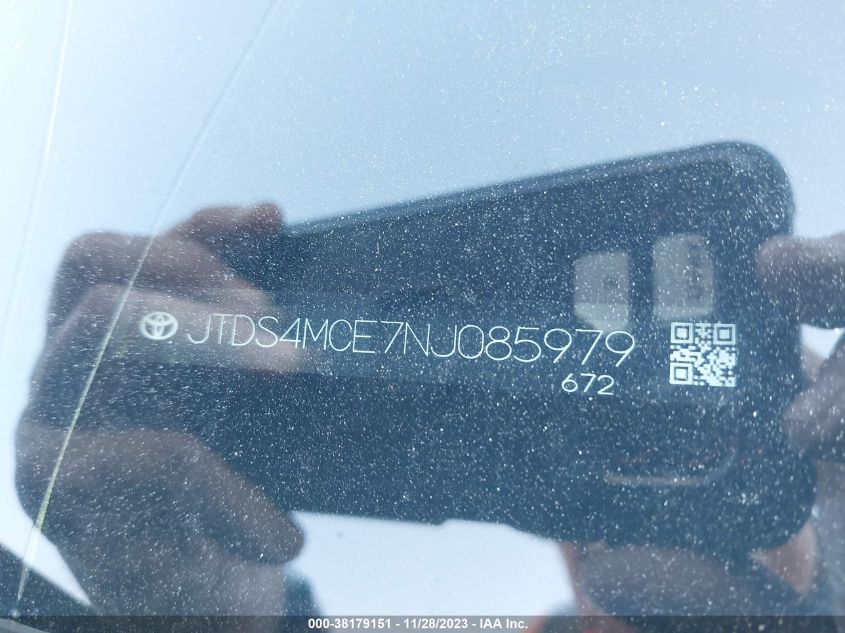 JTDS4MCE7NJ085979
672
000-38179151 - 11/28/2023 - IAA Inc.